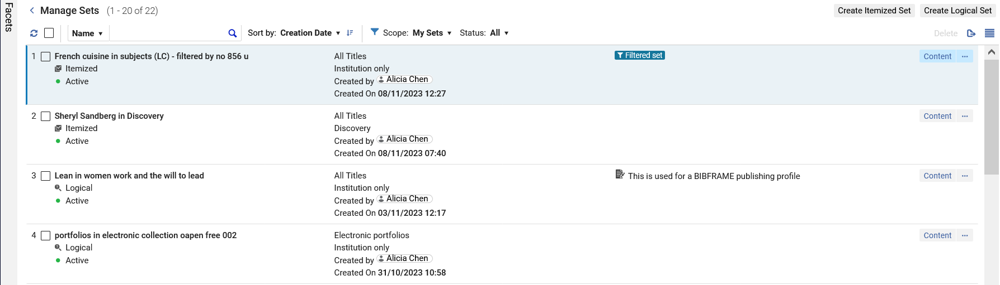 Facets
Manage Sets (1 - 20 of 22)
Create Itemized Set Create Logical Set
Name Sort by: Creation Date Scope: My Sets Status: All Delete
1 French cuisine in subjects (LC) - filtered by no 856 u All Titles Filtered set Content ...
Itemized Institution only
Active Created by Alicia Chen
Created On 08/11/2023 12:27
2 Sheryl Sandberg in Discovery All Titles Content ...
Itemized Discovery
Active Created by Alicia Chen
Created On 08/11/2023 07:40
3 Lean in women work and the will to lead All Titles This is used for a BIBFRAME publishing profile Content ...
Logical Institution only
Active Created by Alicia Chen
Created On 03/11/2023 12:17
4 portfolios in electronic collection oapen free 002 Electronic portfolios Content ...
Logical Institution only
Active Created by Alicia Chen
Created On 31/10/2023 10:58